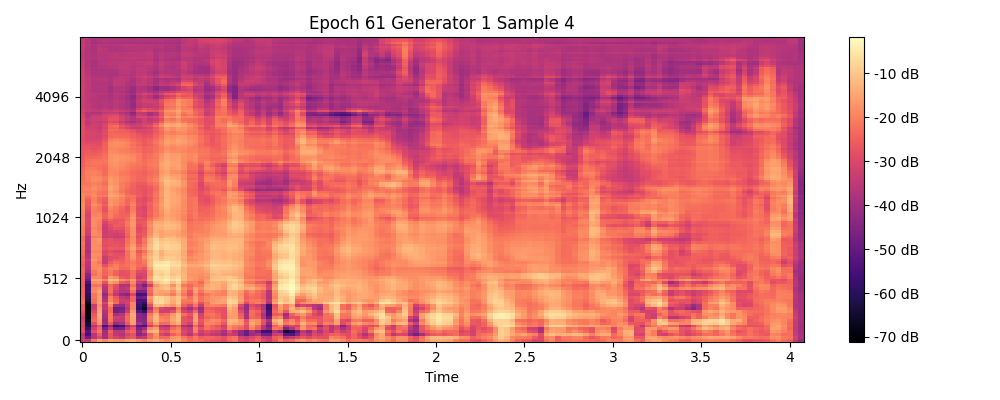 Epoch 61 Generator 1 Sample 4
Hz
4096
2048
1024
512
0
0 0.5 1 1.5 2 2.5 3 3.5 4
Time
-10 dB
-20 dB
-30 dB
-40 dB
-50 dB
-60 dB
-70 dB